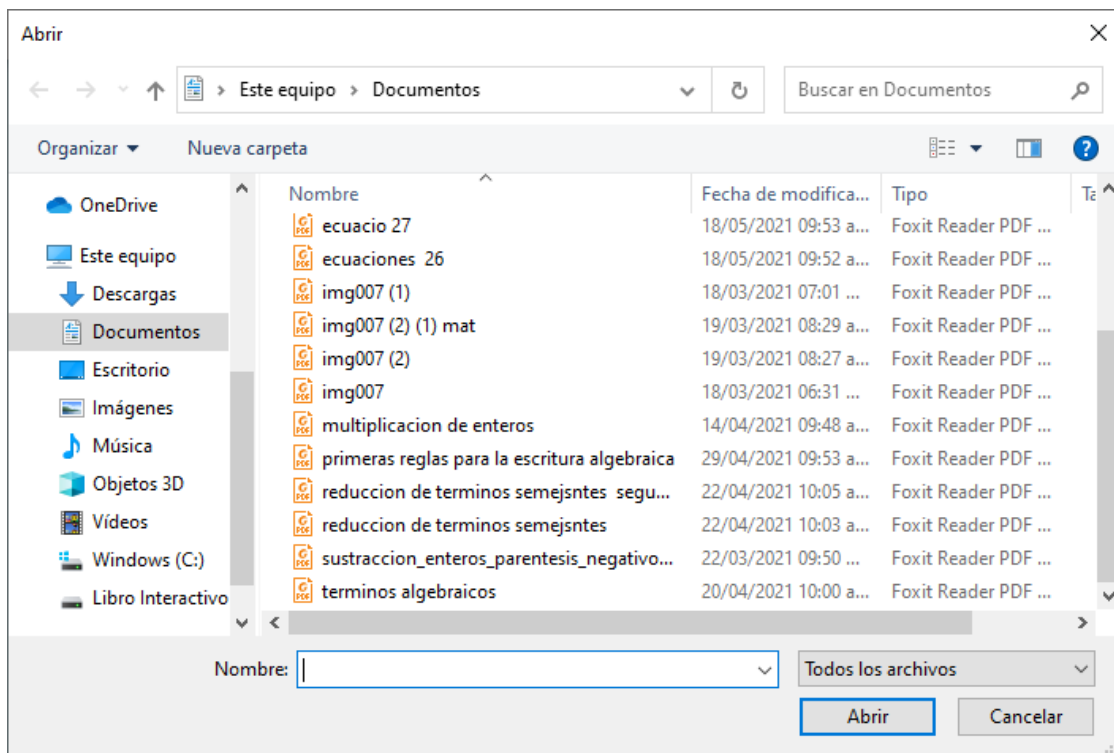 Abrir
Este equipo > Documentos
Buscar en Documentos
Organizar
Nueva carpeta
Nombre Fecha de modifica... Tipo Ta
OneDrive
Este equipo
Descargas
Documentos
Escritorio
Imágenes
Música
Objetos 3D
Vídeos
Windows (C:)
Libro Interactivo
ecuacio 27 18/05/2021 09:53 a... Foxit Reader PDF ...
ecuaciones 26 18/05/2021 09:52 a... Foxit Reader PDF ...
img007 (1) 18/03/2021 07:01 ... Foxit Reader PDF ...
img007 (2) (1) mat 19/03/2021 08:29 a... Foxit Reader PDF ...
img007 (2) 19/03/2021 08:27 a... Foxit Reader PDF ...
img007 18/03/2021 06:31 ... Foxit Reader PDF ...
multiplicacion de enteros 14/04/2021 09:48 a... Foxit Reader PDF ...
primeras reglas para la escritura algebraica 29/04/2021 09:53 a... Foxit Reader PDF ...
reduccion de terminos semejsntes segu... 22/04/2021 10:05 a... Foxit Reader PDF ...
reduccion de terminos semejsntes 22/04/2021 10:03 a... Foxit Reader PDF ...
sustraccion_enteros_parentesis_negativo... 22/03/2021 09:50 ... Foxit Reader PDF ...
terminos algebraicos 20/04/2021 10:00 a... Foxit Reader PDF ...
Nombre:
Todos los archivos
Abrir
Cancelar